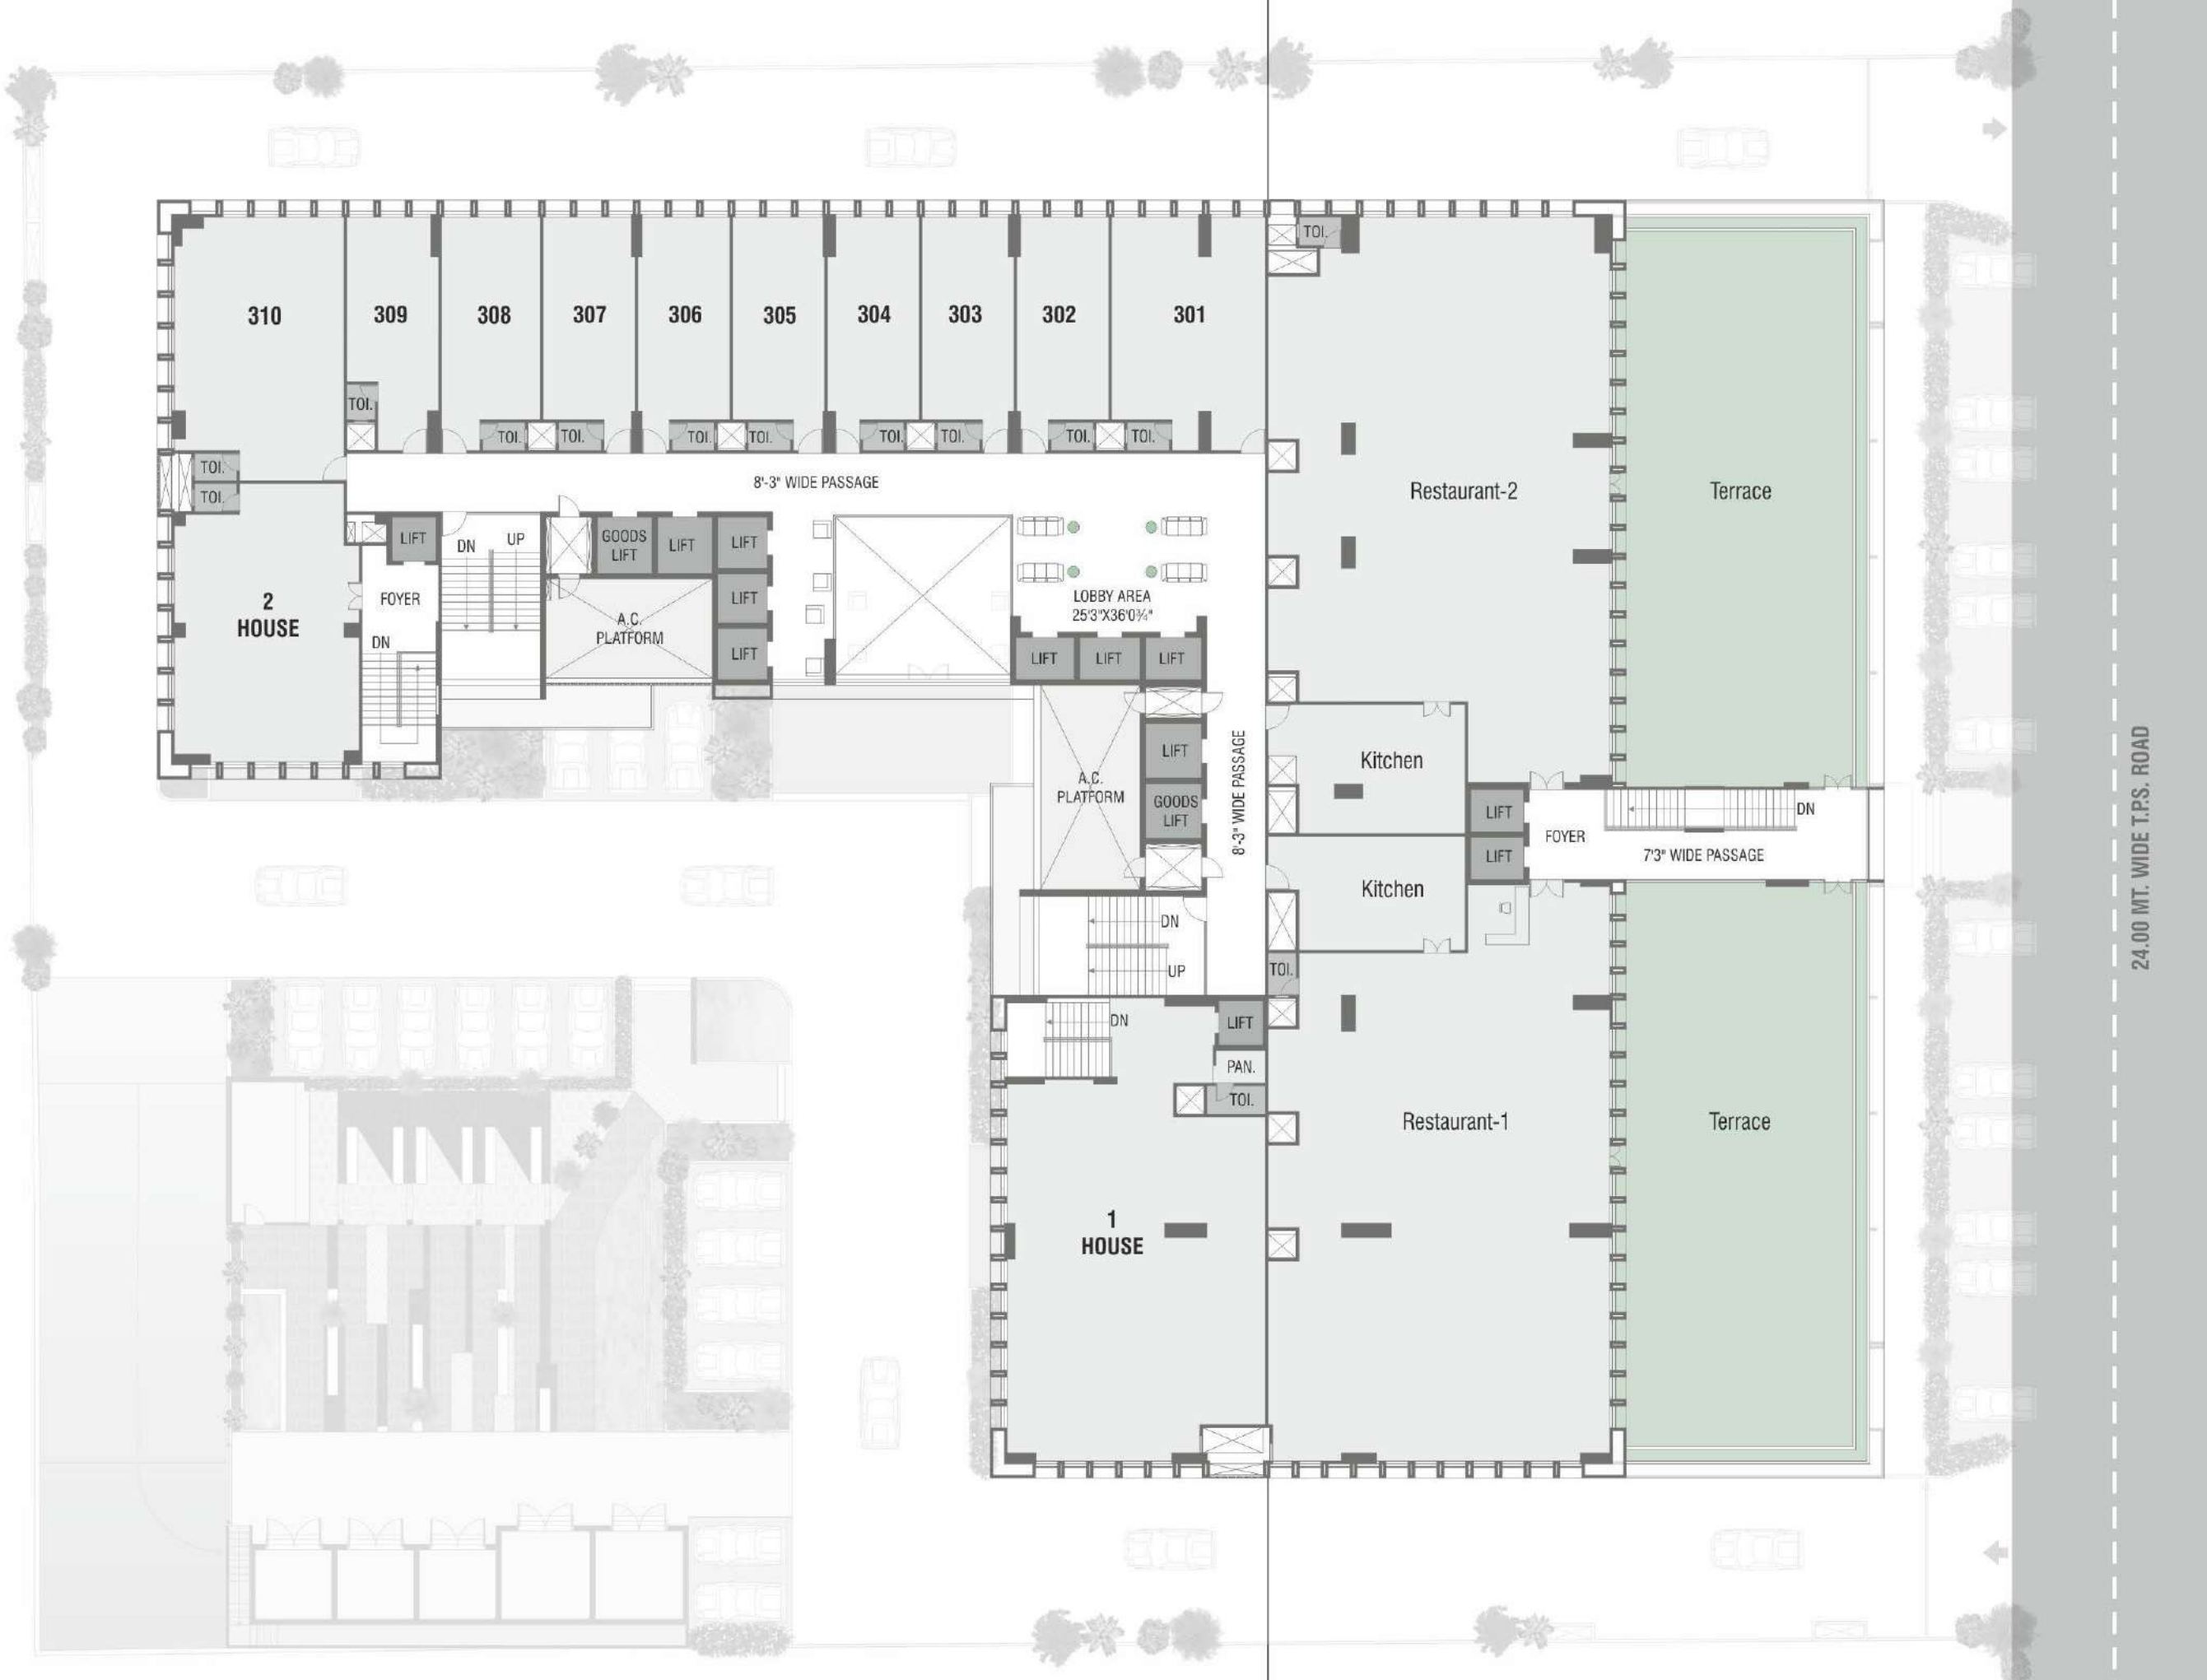 TOI.
310
309
308
307
306
305
304
303
302
301
TOI.
TOI.
TOI.
TOI.
TOI.
TOI.
TOI.
TOI.
TOI.
TOI.
TOI.
8'-3" WIDE PASSAGE
Restaurant-2
Terrace
LIFT
DN
UP
GOODS
LIFT
LIFT
LIFT
2
HOUSE
FOYER
DN
A.C.
PLATFORM
LIFT
LIFT
LOBBY AREA
25'3"X36'0¾"
LIFT
LIFT
LIFT
LIFT
A.C.
PLATFORM
GOODS
LIFT
8'-3" WIDE PASSAGE
Kitchen
LIFT
FOYER
DN
LIFT
7'3" WIDE PASSAGE
Kitchen
24.00 MT. WIDE T.P.S. ROAD
DN
UP
TOI.
DN
LIFT
PAN.
TOI.
Restaurant-1
Terrace
1
HOUSE